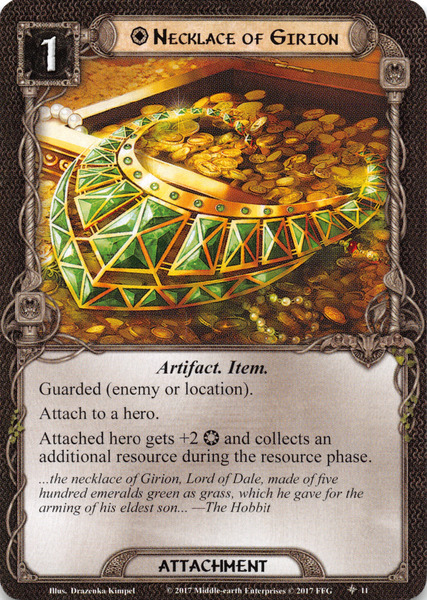 1
Necklace of Girion
Artifact. Item.
Guarded (enemy or location).
Attach to a hero.
Attached hero gets +2 and collects an
additional resource during the resource phase.
...the necklace of Girion, Lord of Dale, made of five
hundred emeralds green as grass, which he gave for the
arming of his eldest son... —The Hobbit
ATTACHMENT
Illus. Drazenka Kimpel © 2017 Middle-earth Enterprises © 2017 FFG 11